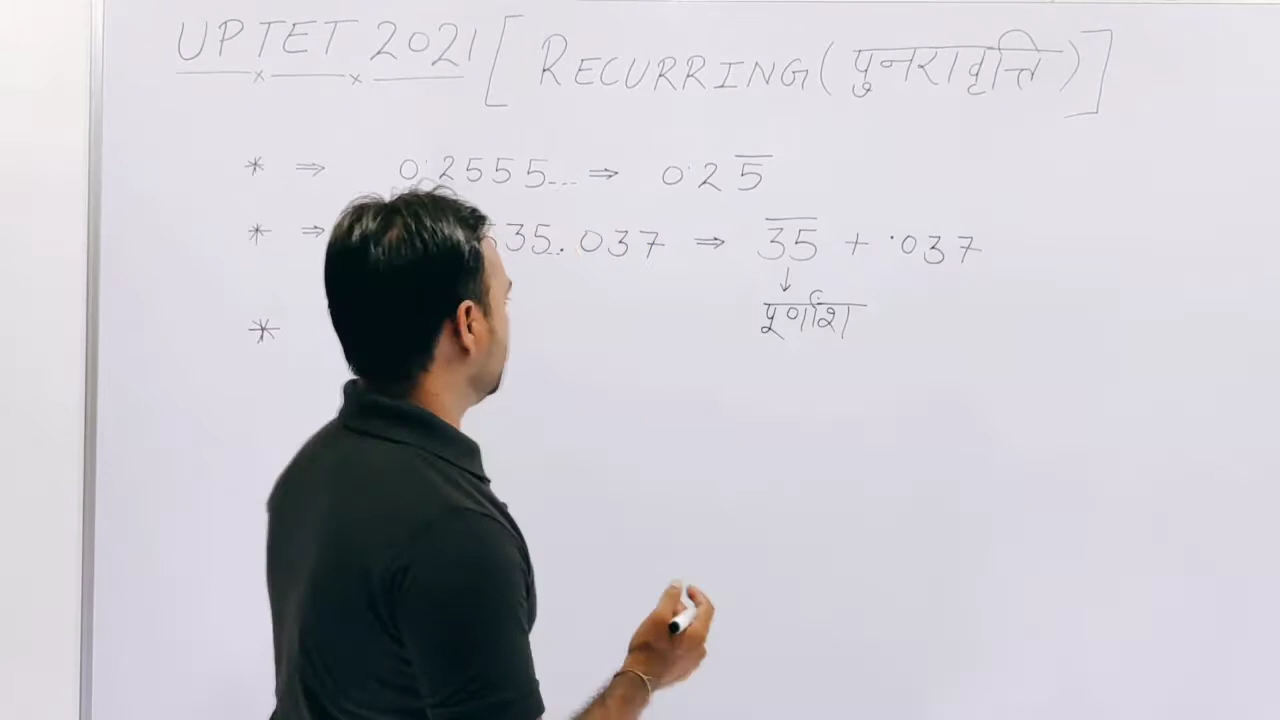 UPTET 2021 [RECURRING (पुनरावृत्ति)]
* ⇒ 0.2555... ⇒ 0.25̅
* ⇒ 35..037 ⇒ 3̅5̅ + .037
↓
पूर्णांश
*